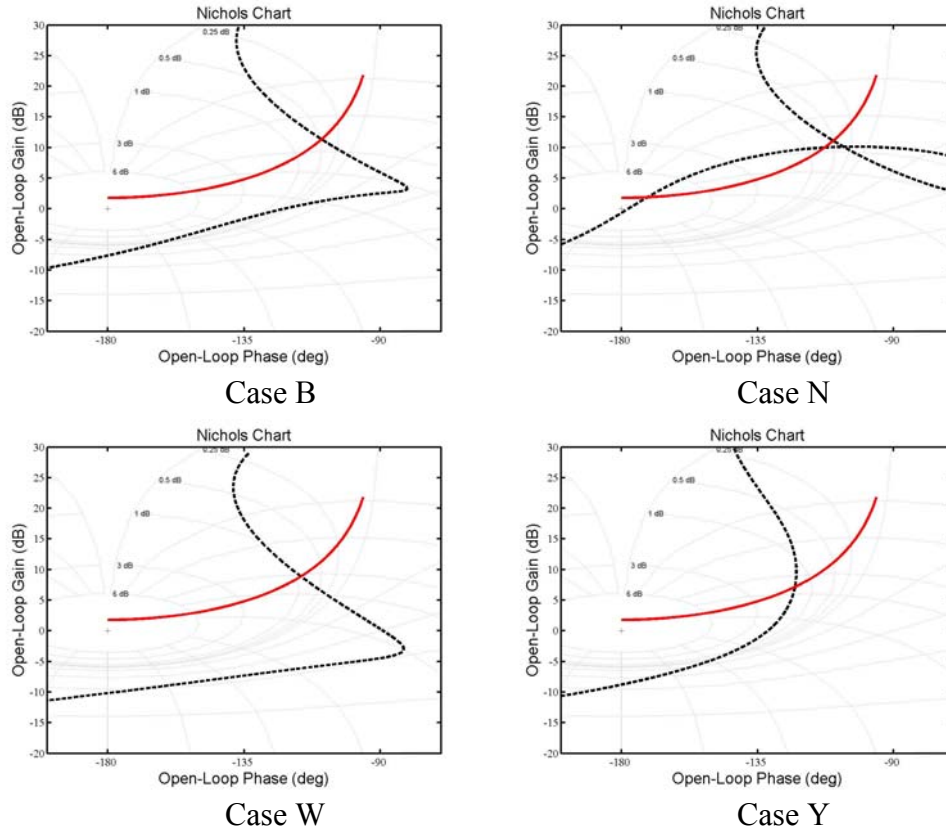 Nichols Chart
Open-Loop Gain (dB)
30
25
20
15
10
5
0
-5
-10
-15
-20
0.25 dB
0.5 dB
1 dB
3 dB
6 dB
-180
-135
-90
Open-Loop Phase (deg)
Case B
Nichols Chart
Open-Loop Gain (dB)
30
25
20
15
10
5
0
-5
-10
-15
-20
0.25 dB
0.5 dB
1 dB
3 dB
6 dB
-180
-135
-90
Open-Loop Phase (deg)
Case N
Nichols Chart
Open-Loop Gain (dB)
30
25
20
15
10
5
0
-5
-10
-15
-20
0.25 dB
0.5 dB
1 dB
3 dB
6 dB
-180
-135
-90
Open-Loop Phase (deg)
Case W
Nichols Chart
Open-Loop Gain (dB)
30
25
20
15
10
5
0
-5
-10
-15
-20
0.25 dB
0.5 dB
1 dB
3 dB
6 dB
-180
-135
-90
Open-Loop Phase (deg)
Case Y